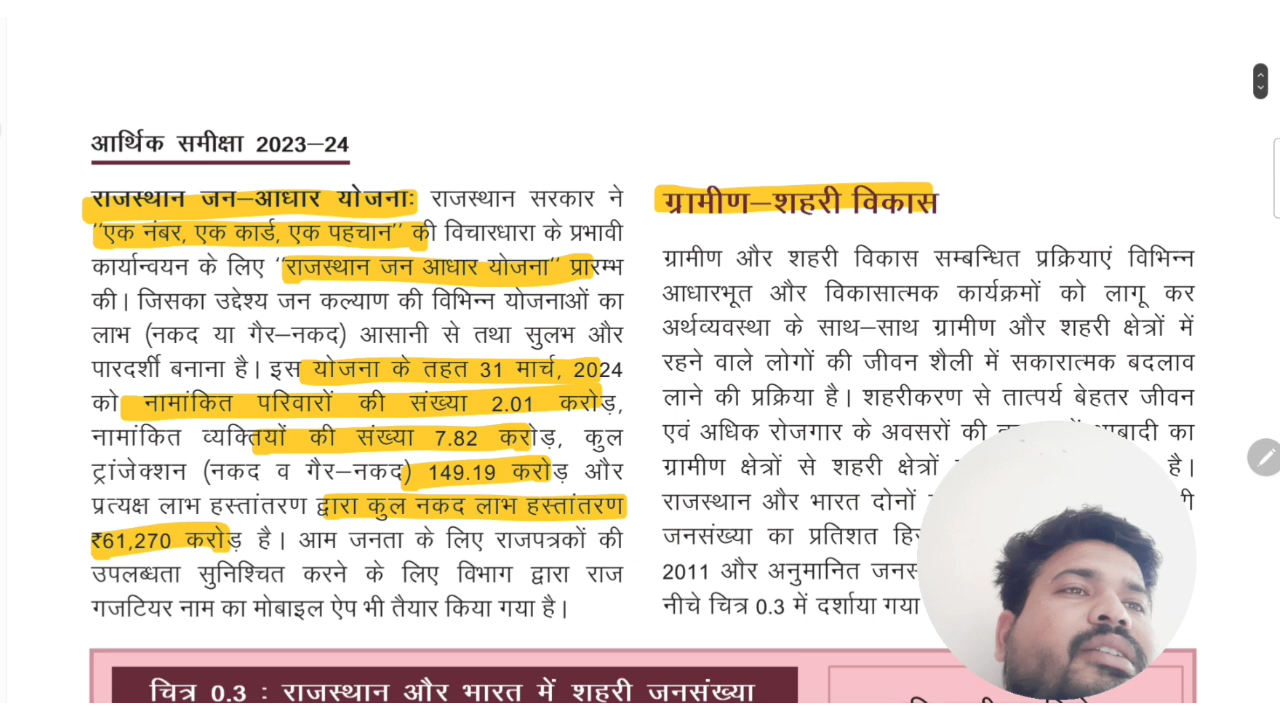 आर्थिक समीक्षा 2023–24
राजस्थान जन–आधार योजनाः राजस्थान सरकार ने
''एक नंबर, एक कार्ड, एक पहचान'' की विचारधारा के प्रभावी
कार्यान्वयन के लिए ''राजस्थान जन आधार योजना'' प्रारम्भ
की। जिसका उद्देश्य जन कल्याण की विभिन्न योजनाओं का
लाभ (नकद या गैर–नकद) आसानी से तथा सुलभ और
पारदर्शी बनाना है। इस योजना के तहत 31 मार्च, 2024
को नामांकित परिवारों की संख्या 2.01 करोड़,
नामांकित व्यक्तियों की संख्या 7.82 करोड़, कुल
ट्रांजेक्शन (नकद व गैर–नकद) 149.19 करोड़ और
प्रत्यक्ष लाभ हस्तांतरण द्वारा कुल नकद लाभ हस्तांतरण
₹61,270 करोड़ है। आम जनता के लिए राजपत्रकों की
उपलब्धता सुनिश्चित करने के लिए विभाग द्वारा राज
गजटियर नाम का मोबाइल ऐप भी तैयार किया गया है।
ग्रामीण–शहरी विकास
ग्रामीण और शहरी विकास सम्बन्धित प्रक्रियाएं विभिन्न
आधारभूत और विकासात्मक कार्यक्रमों को लागू कर
अर्थव्यवस्था के साथ–साथ ग्रामीण और शहरी क्षेत्रों में
रहने वाले लोगों की जीवन शैली में सकारात्मक बदलाव
लाने की प्रक्रिया है। शहरीकरण से तात्पर्य बेहतर जीवन
एवं अधिक रोजगार के अवसरों की का
ग्रामीण क्षेत्रों से शहरी क्षेत्रों है।
राजस्थान और भारत दोनों
जनसंख्या का प्रतिशत
2011 और अनुमानित
नीचे चित्र 0.3 में दर्शाया गया
चित्र 0.3 : राजस्थान और भारत में शहरी जनसंख्या